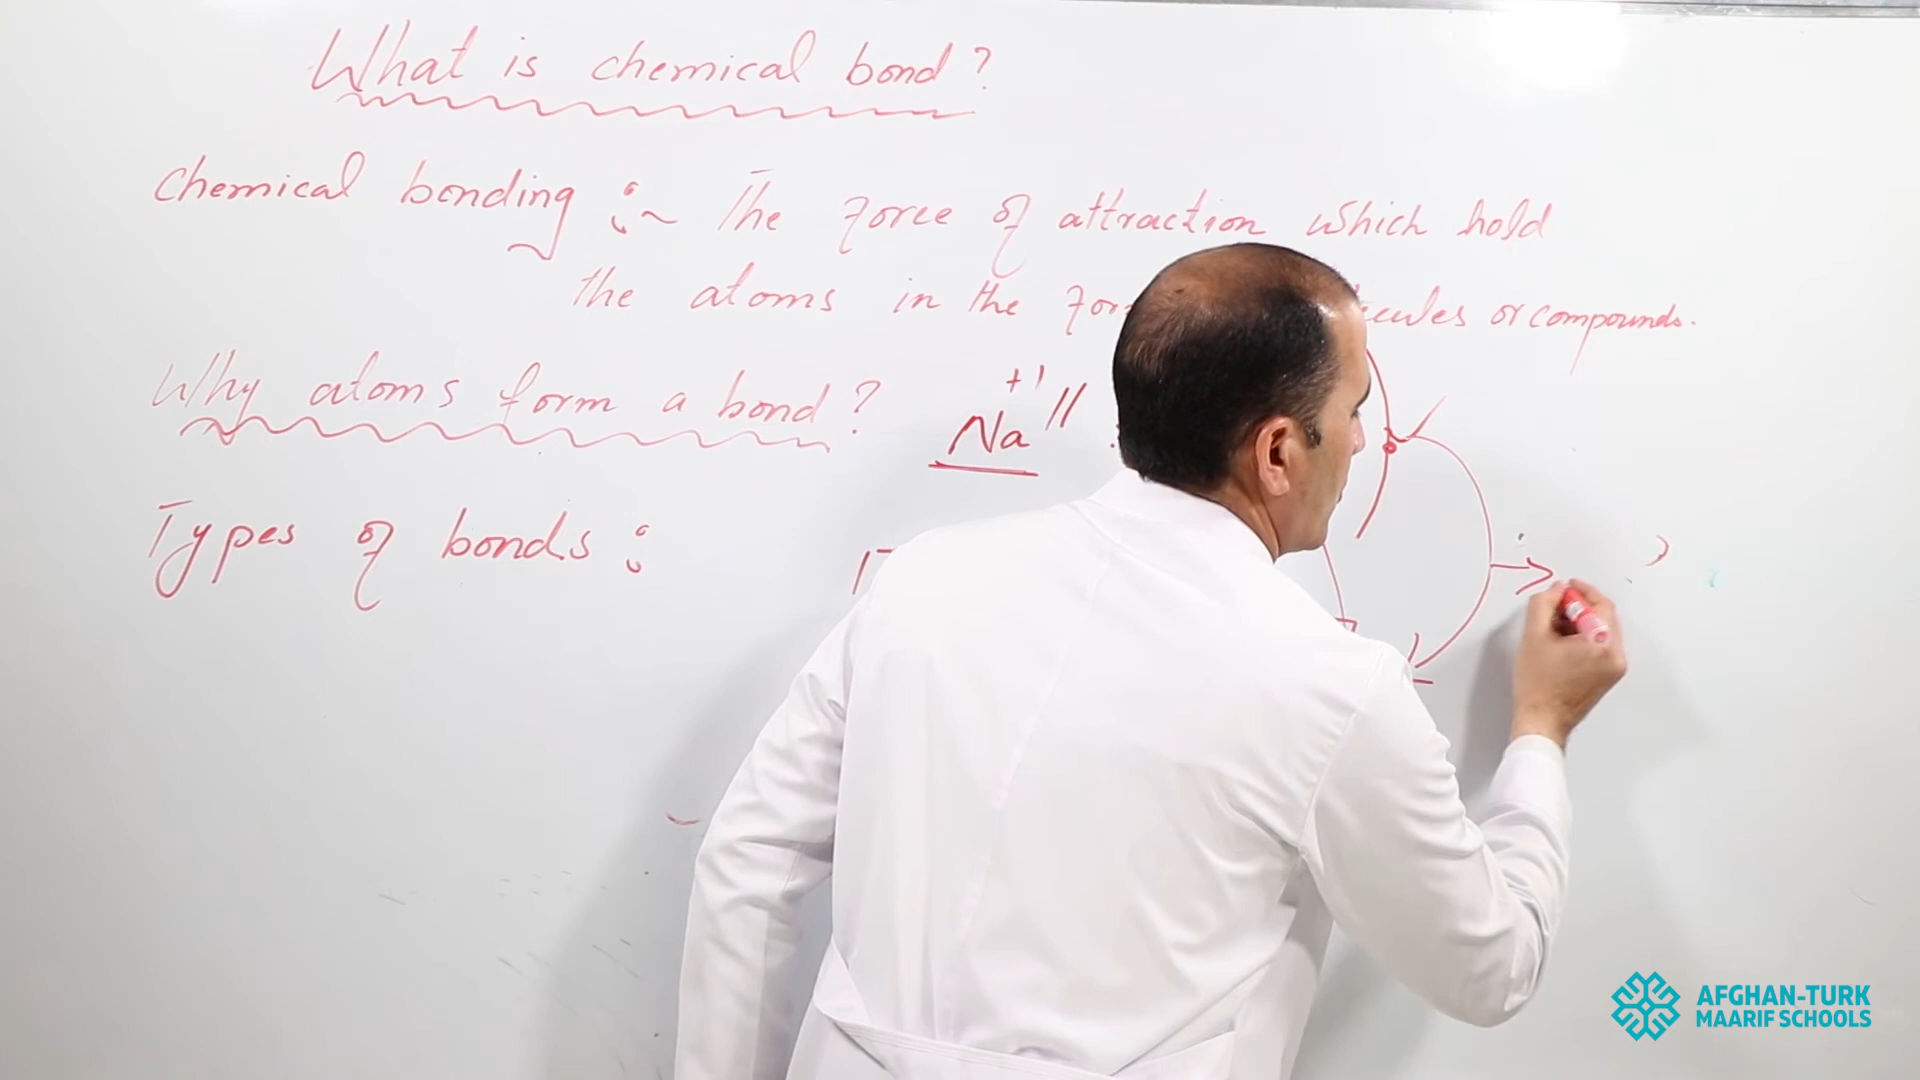 What is chemical bond?
Chemical bonding :~ The force of attraction which hold
the atoms in the or compounds.
Why atoms form a bond?
+1
Na 11
Types of bonds :
AFGHAN-TURK
MAARIF SCHOOLS